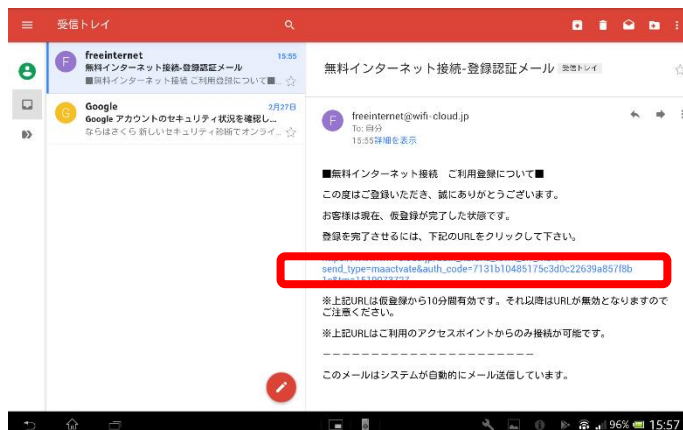 受信トレイ
freeinternet 15:55
無料インターネット接続-登録認証メール
■無料インターネット接続 ご利用登録について■...
Google 2月27日
Google アカウントのセキュリティ状況を確認し...
ならはさくら 新しいセキュリティ診断でオンライ...
無料インターネット接続-登録認証メール 受信トレイ
freeinternet@wifi-cloud.jp
To: 自分
15:55 詳細を表示
■無料インターネット接続 ご利用登録について■
この度はご登録いただき、誠にありがとうございます。
お客様は現在、仮登録が完了した状態です。
登録を完了させるには、下記のURLをクリックして下さい。
send_type=maactvate&auth_code=7131b10485175c3d0c22639a857f8b
※上記URLは仮登録から10分間有効です。それ以降はURLが無効となりますので
ご注意ください。
※上記URLはご利用のアクセスポイントからのみ接続が可能です。
－－－－－－－－－－－－－－－－－－－－－－－
このメールはシステムが自動的にメール送信しています。
F
G
F
96% 15:57